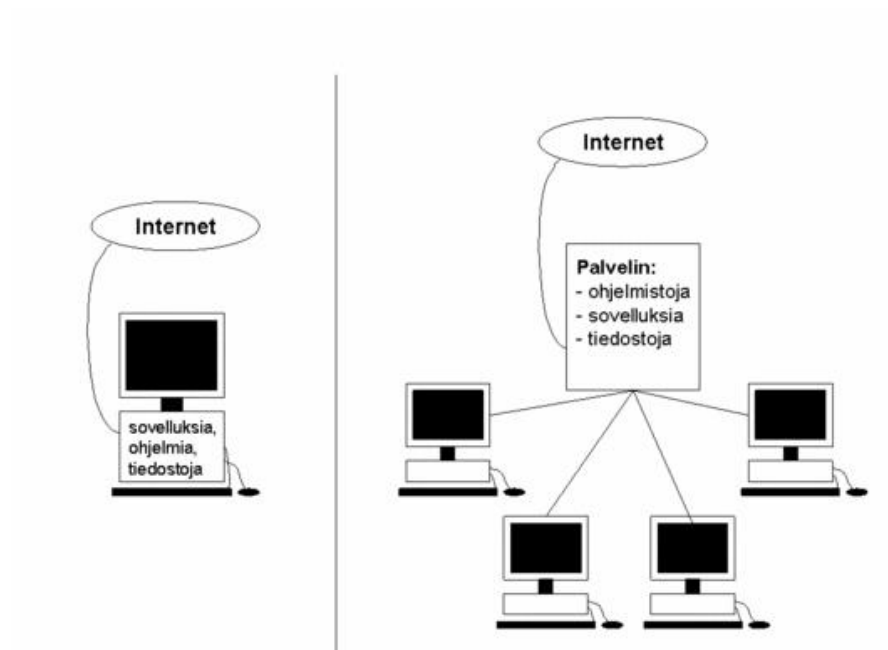 Internet
sovelluksia,
ohjelmia,
tiedostoja
Internet
Palvelin:
- ohjelmistoja
- sovelluksia
- tiedostoja